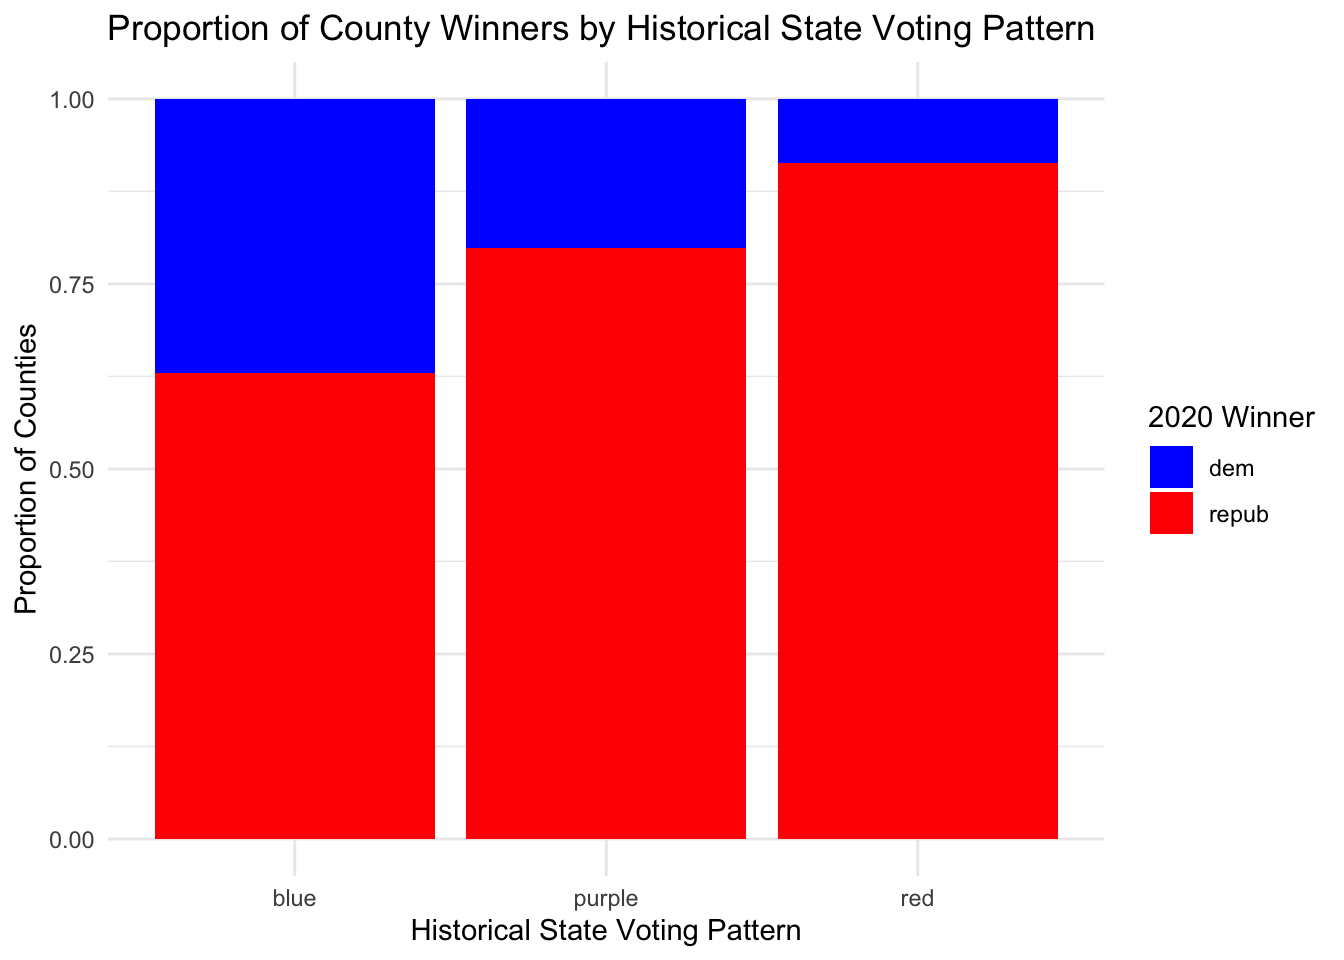 Proportion of County Winners by Historical State Voting Pattern
1.00
0.75
0.50
0.25
0.00
Proportion of Counties
blue purple red
Historical State Voting Pattern
2020 Winner
dem
repub